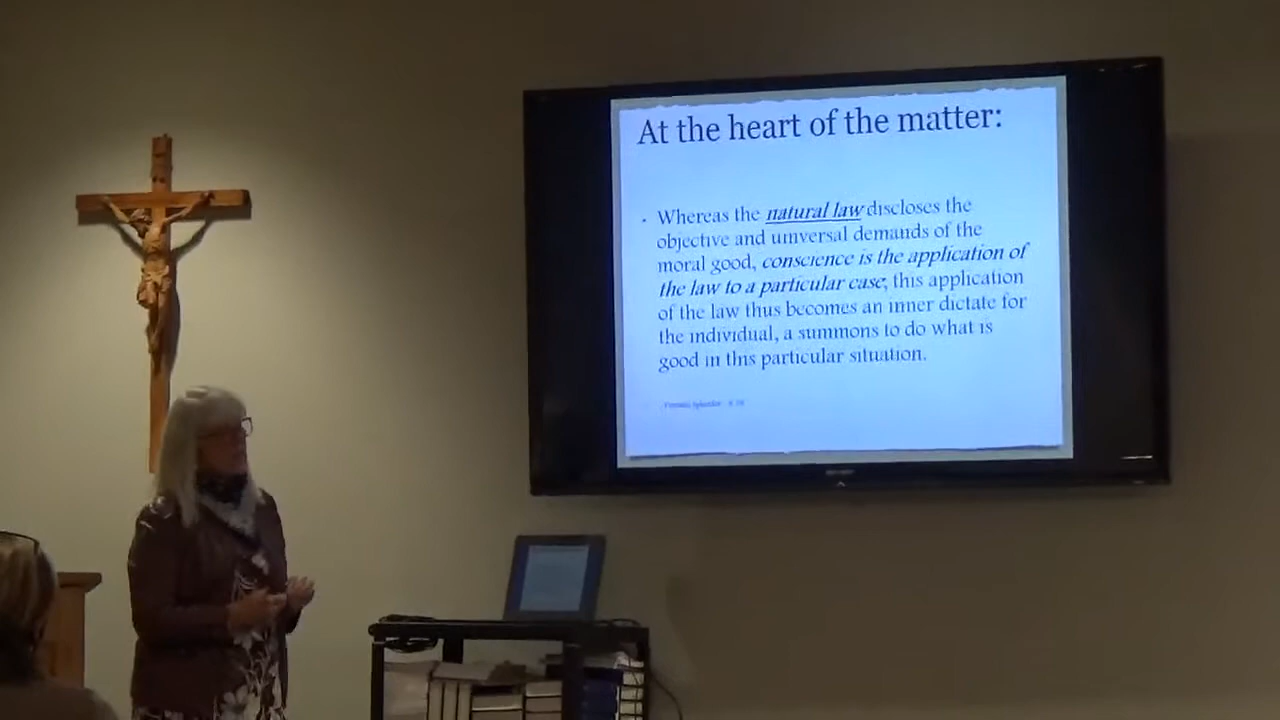 At the heart of the matter:
• Whereas the natural law discloses the
objective and universal demands of the
moral good, conscience is the application of
the law to a particular case; this application
of the law thus becomes an inner dictate for
the individual, a summons to do what is
good in this particular situation.